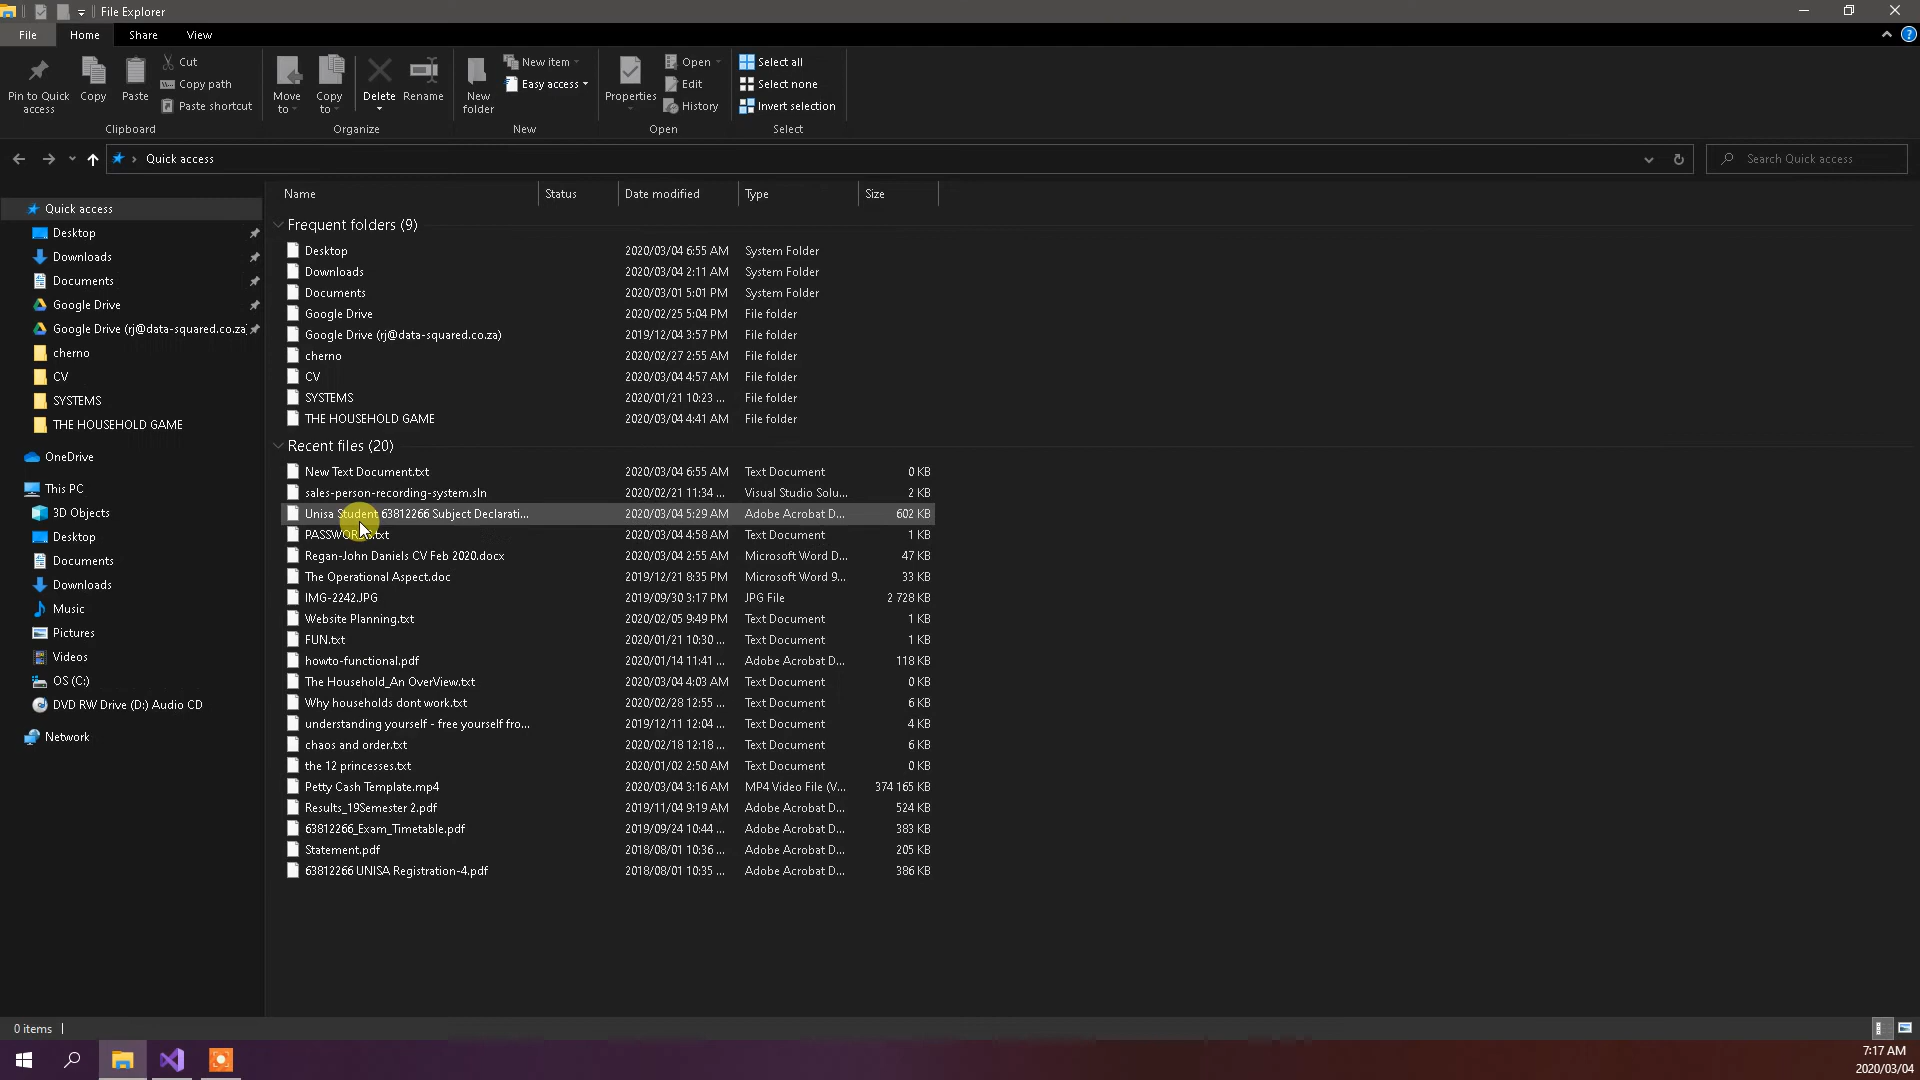 File Explorer
File Home Share View
Pin to Quick access
Copy
Paste
Cut
Copy path
Paste shortcut
Clipboard
Move to
Copy to
Delete
Rename
Organize
New folder
New item
Easy access
New
Properties
Open
Edit
History
Open
Select all
Select none
Invert selection
Select
Quick access
Search Quick access
Quick access
Desktop
Downloads
Documents
Google Drive
Google Drive (rj@data-squared.co.za)
cherno
CV
SYSTEMS
THE HOUSEHOLD GAME
OneDrive
This PC
3D Objects
Desktop
Documents
Downloads
Music
Pictures
Videos
OS (C:)
DVD RW Drive (D:) Audio CD
Network
Name Status Date modified Type Size
Frequent folders (9)
Desktop 2020/03/04 6:55 AM System Folder
Downloads 2020/03/04 2:11 AM System Folder
Documents 2020/03/01 5:01 PM System Folder
Google Drive 2020/02/25 5:04 PM File folder
Google Drive (rj@data-squared.co.za) 2019/12/04 3:57 PM File folder
cherno 2020/02/27 2:55 AM File folder
CV 2020/03/04 4:57 AM File folder
SYSTEMS 2020/01/21 10:23 ... File folder
THE HOUSEHOLD GAME 2020/03/04 4:41 AM File folder
Recent files (20)
New Text Document.txt 2020/03/04 6:55 AM Text Document 0 KB
sales-person-recording-system.sln 2020/02/21 11:34 ... Visual Studio Solu... 2 KB
Unisa Student 63812266 Subject Declarati... 2020/03/04 5:29 AM Adobe Acrobat D... 602 KB
2020/03/04 4:58 AM Text Document 1 KB
Regan-John Daniels CV Feb 2020.docx 2020/03/04 2:55 AM Microsoft Word D... 47 KB
The Operational Aspect.doc 2019/12/21 8:35 PM Microsoft Word 9... 33 KB
IMG-2242.JPG 2019/09/30 3:17 PM JPG File 2 728 KB
Website Planning.txt 2020/02/05 9:49 PM Text Document 1 KB
FUN.txt 2020/01/21 10:30 ... Text Document 1 KB
howto-functional.pdf 2020/01/14 11:41 ... Adobe Acrobat D... 118 KB
The Household_An OverView.txt 2020/03/04 4:03 AM Text Document 0 KB
Why households dont work.txt 2020/02/28 12:55 ... Text Document 6 KB
understanding yourself - free yourself fro... 2019/12/11 12:04 ... Text Document 4 KB
chaos and order.txt 2020/02/18 12:18 ... Text Document 6 KB
the 12 princesses.txt 2020/01/02 2:50 AM Text Document 0 KB
Petty Cash Template.mp4 2020/03/04 3:16 AM MP4 Video File (V... 374 165 KB
Results_19Semester 2.pdf 2019/11/04 9:19 AM Adobe Acrobat D... 524 KB
63812266_Exam_Timetable.pdf 2019/09/24 10:44 ... Adobe Acrobat D... 383 KB
Statement.pdf 2018/08/01 10:36 ... Adobe Acrobat D... 205 KB
63812266 UNISA Registration-4.pdf 2018/08/01 10:35 ... Adobe Acrobat D... 386 KB
0 items
7:17 AM
2020/03/04